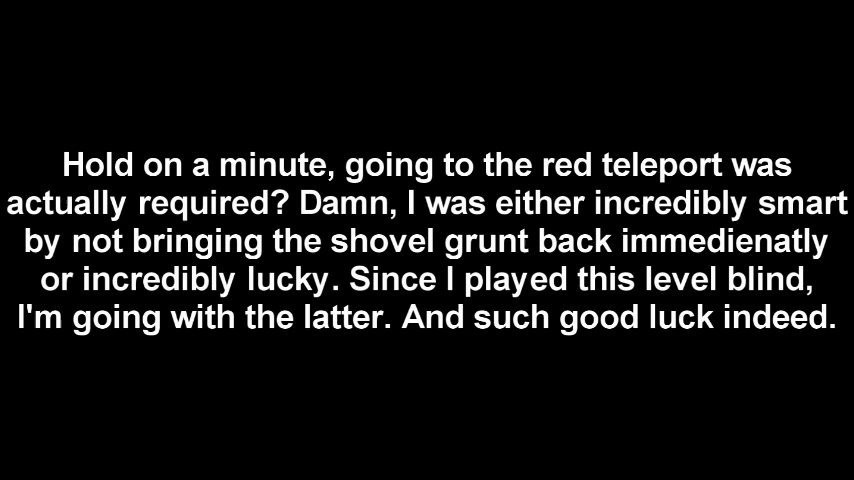 Hold on a minute, going to the red teleport was
actually required? Damn, I was either incredibly smart
by not bringing the shovel grunt back immedienatly
or incredibly lucky. Since I played this level blind,
I'm going with the latter. And such good luck indeed.